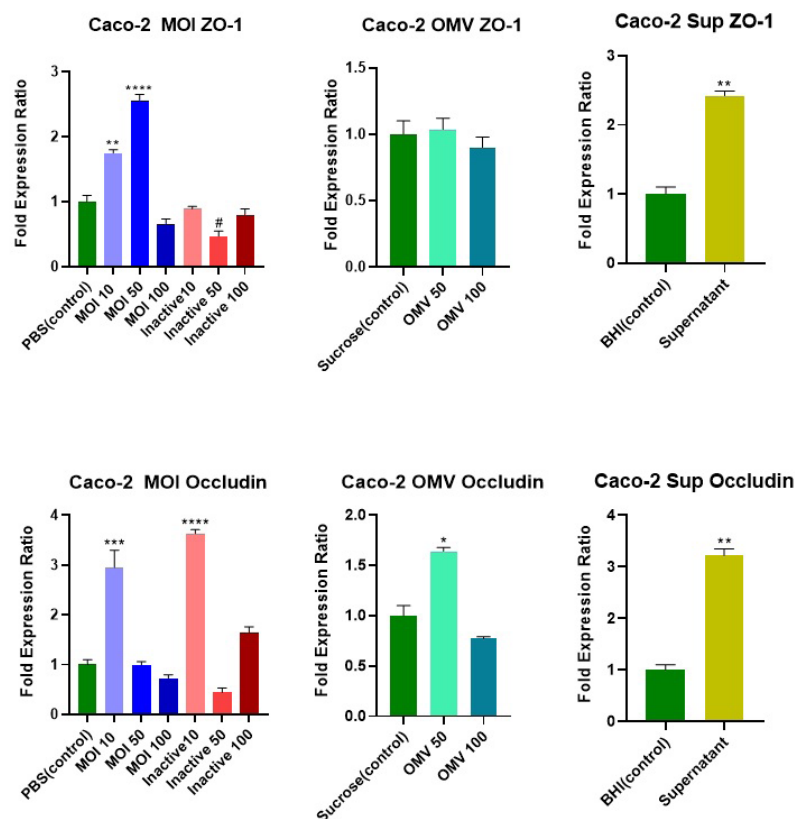 Caco-2 MOI ZO-1
Fold Expression Ratio
3
2
1
0
**
****
#
PBS(control)
MOI 10
MOI 50
MOI 100
Inactive10
Inactive 50
Inactive 100
Caco-2 OMV ZO-1
Fold Expression Ratio
1.5
1.0
0.5
0.0
Sucrose(control)
OMV 50
OMV 100
Caco-2 Sup ZO-1
Fold Expression Ratio
3
2
1
0
**
BHI(control)
Supernatant
Caco-2 MOI Occludin
Fold Expression Ratio
4
3
2
1
0
***
****
PBS(control)
MOI 10
MOI 50
MOI 100
Inactive10
Inactive 50
Inactive 100
Caco-2 OMV Occludin
Fold Expression Ratio
2.0
1.5
1.0
0.5
0.0
*
Sucrose(control)
OMV 50
OMV 100
Caco-2 Sup Occludin
Fold Expression Ratio
4
3
2
1
0
**
BHI(control)
Supernatant